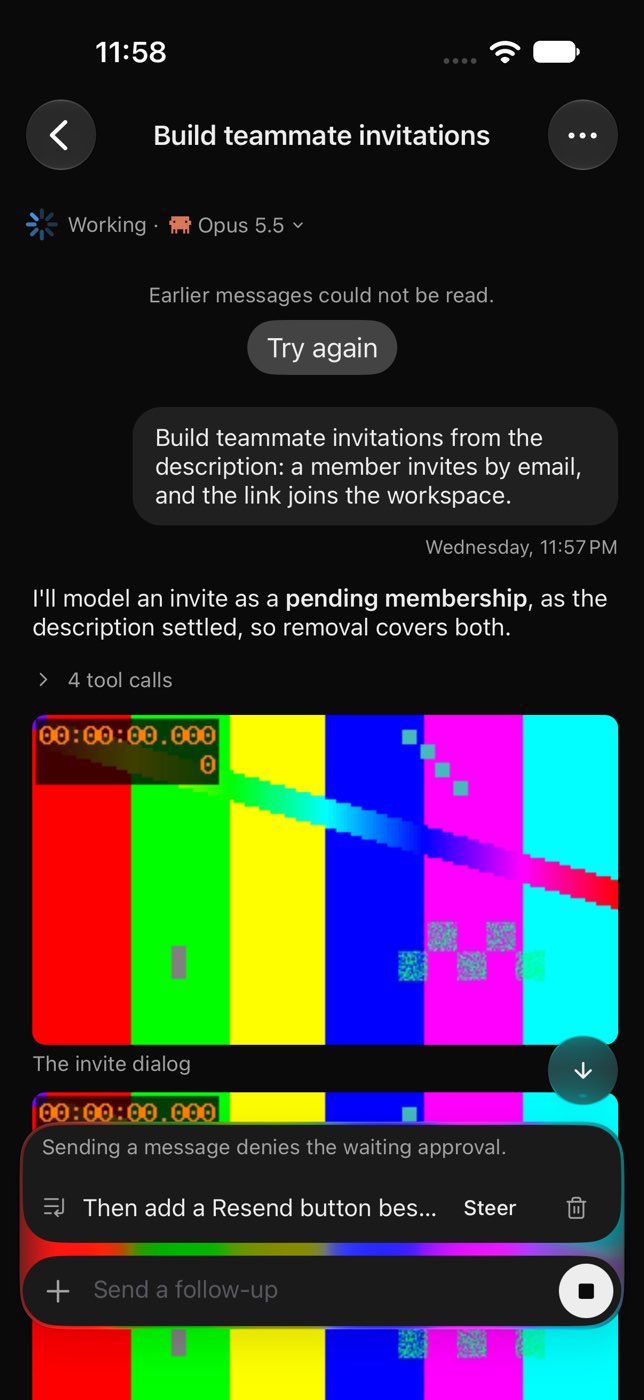 11:58
Build teammate invitations
Working · Opus 5.5
Earlier messages could not be read.
Try again
Build teammate invitations from the
description: a member invites by email,
and the link joins the workspace.
Wednesday, 11:57 PM
I'll model an invite as a pending membership, as the
description settled, so removal covers both.
4 tool calls
00:00:00.000
0
The invite dialog
00:00:00.000
Sending a message denies the waiting approval.
Then add a Resend button bes... Steer
Send a follow-up